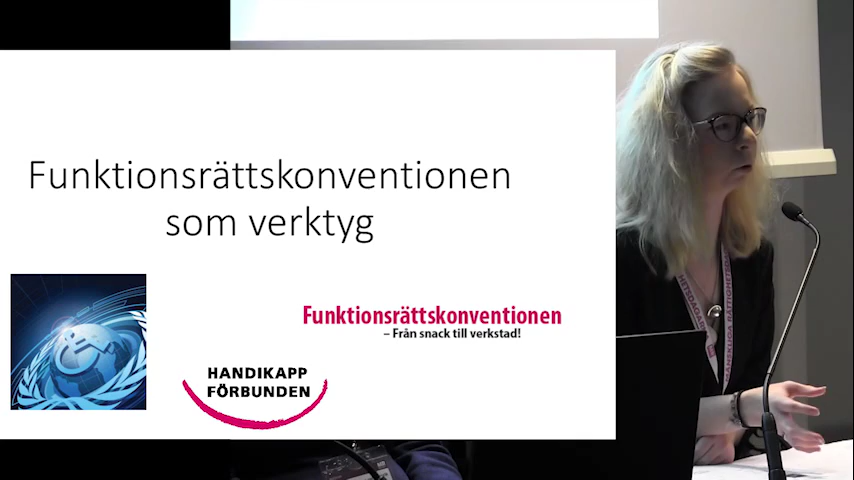 Funktionsrättskonventionen
som verktyg
Funktionsrättskonventionen
– Från snack till verkstad!
HANDIKAPP
FÖRBUNDEN